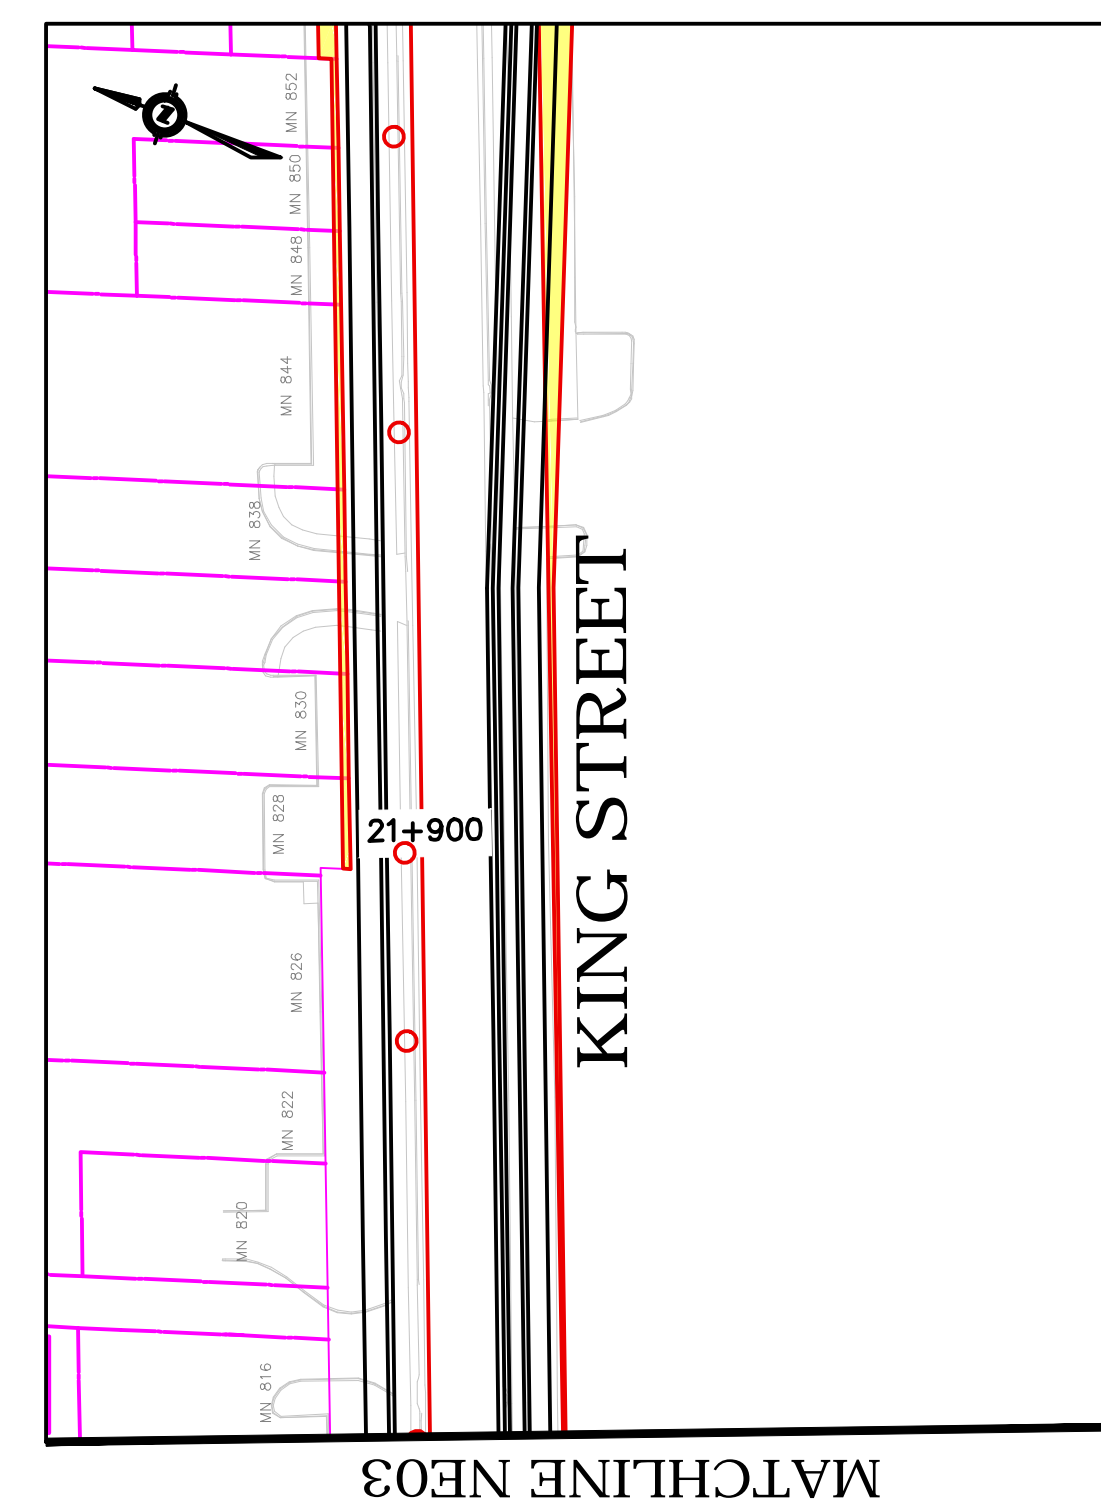 MN 852
MN 850
MN 848
MN 844
MN 838
MN 830
MN 828
21+900
KING STREET
MN 826
MN 822
MN 820
MN 816
MATCHLINE NE03